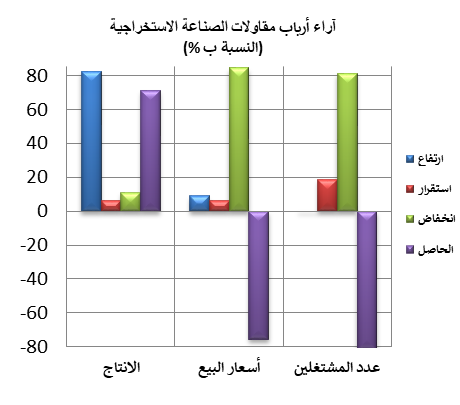 آراء أرباب مقاولات الصناعة الاستخراجية
(النسبة ب %)
80
60
40
20
0
-20
-40
-60
-80
الانتاج
أسعار البيع
عدد المشتغلين
ارتفاع
استقرار
انخفاض
الحاصل